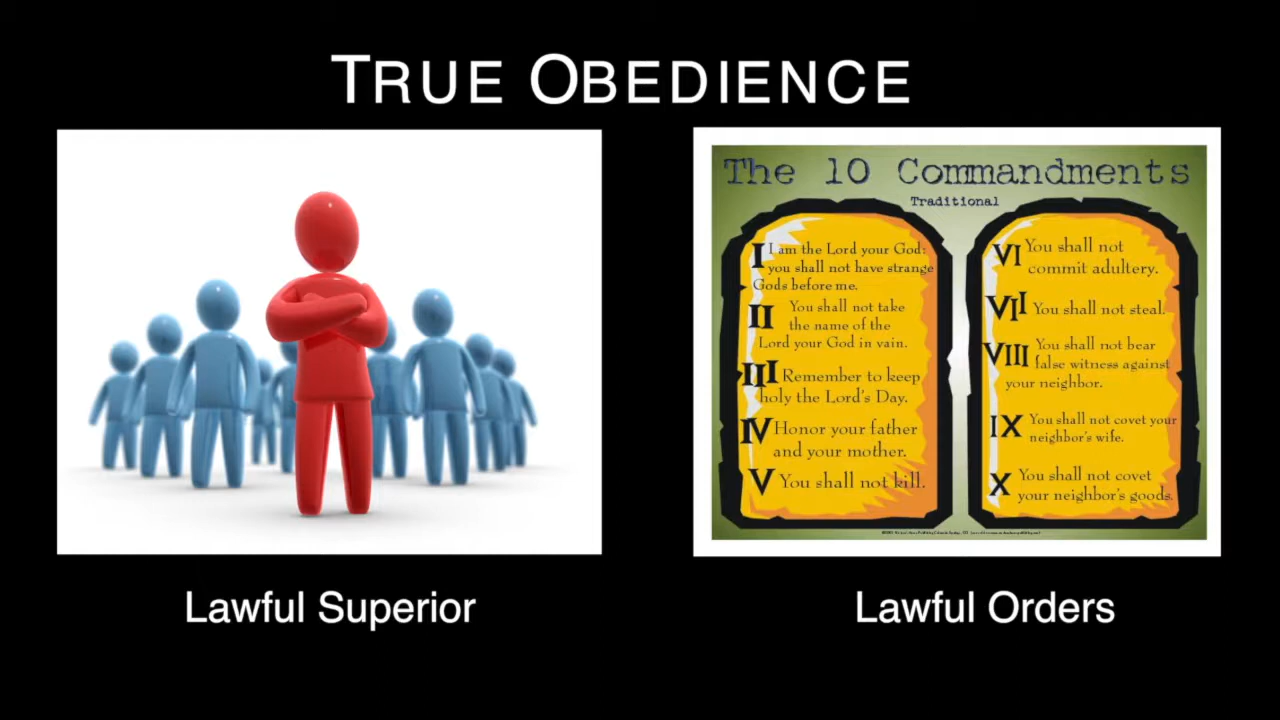 TRUE OBEDIENCE
The 10 Commandments
Traditional
I I am the Lord your God:
you shall not have strange
Gods before me.
II You shall not take
the name of the
Lord your God in vain.
III Remember to keep
holy the Lord's Day.
IV Honor your father
and your mother.
V You shall not kill.
VI You shall not
commit adultery.
VII You shall not steal.
VIII You shall not bear
false witness against
your neighbor.
IX You shall not covet your
neighbor's wife.
X You shall not covet
your neighbor's goods.
Lawful Superior
Lawful Orders